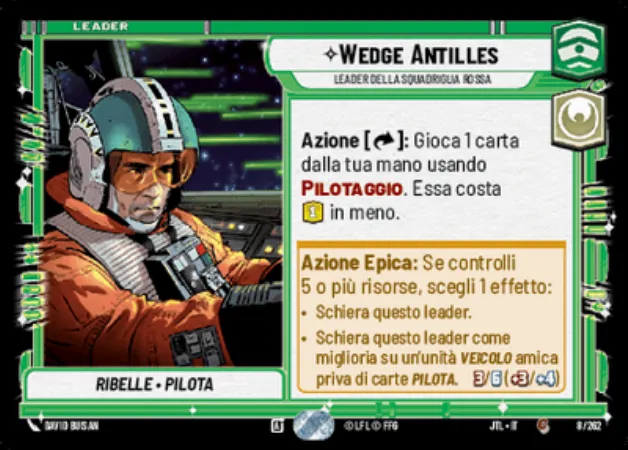 LEADER
WEDGE ANTILLES
LEADER DELLA SQUADRIGLIA ROSSA
Azione [ ]: Gioca 1 carta
dalla tua mano usando
PILOTAGGIO. Essa costa
1 in meno.
Azione Epica: Se controlli
5 o più risorse, scegli 1 effetto:
• Schiera questo leader.
• Schiera questo leader come
miglioria su un'unità VEICOLO amica
priva di carte PILOTA. 3/6 (+3/+4)
RIBELLE • PILOTA
DAVID BUISAN
A
© LFL © FFG
JTL • IT
8/262